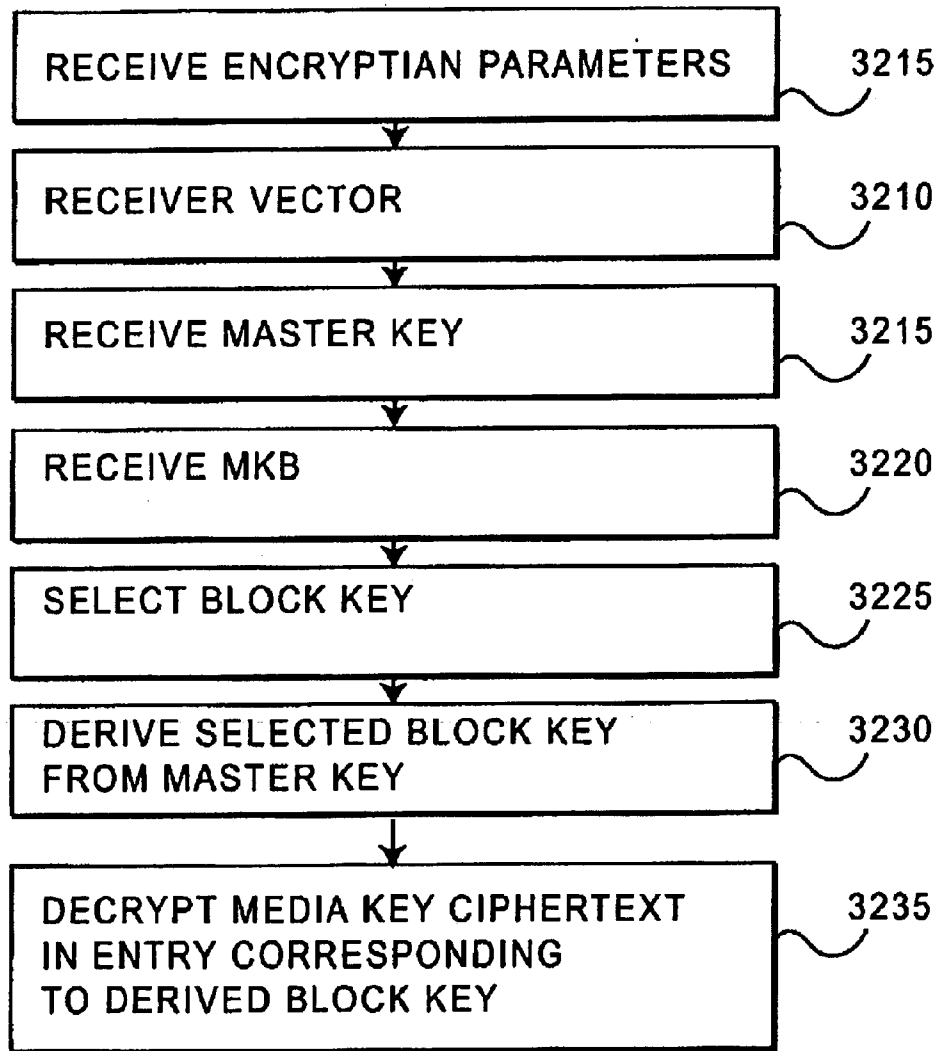 RECEIVE ENCRYPTIAN PARAMETERS 3215
RECEIVER VECTOR 3210
RECEIVE MASTER KEY 3215
RECEIVE MKB 3220
SELECT BLOCK KEY 3225
DERIVE SELECTED BLOCK KEY 3230
FROM MASTER KEY
DECRYPT MEDIA KEY CIPHERTEXT 3235
IN ENTRY CORRESPONDING
TO DERIVED BLOCK KEY